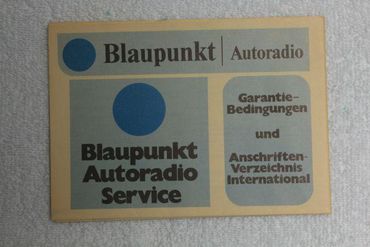 Blaupunkt | Autoradio
Blaupunkt
Autoradio
Service
Garantie-
Bedingungen
und
Anschriften-
Verzeichnis
International